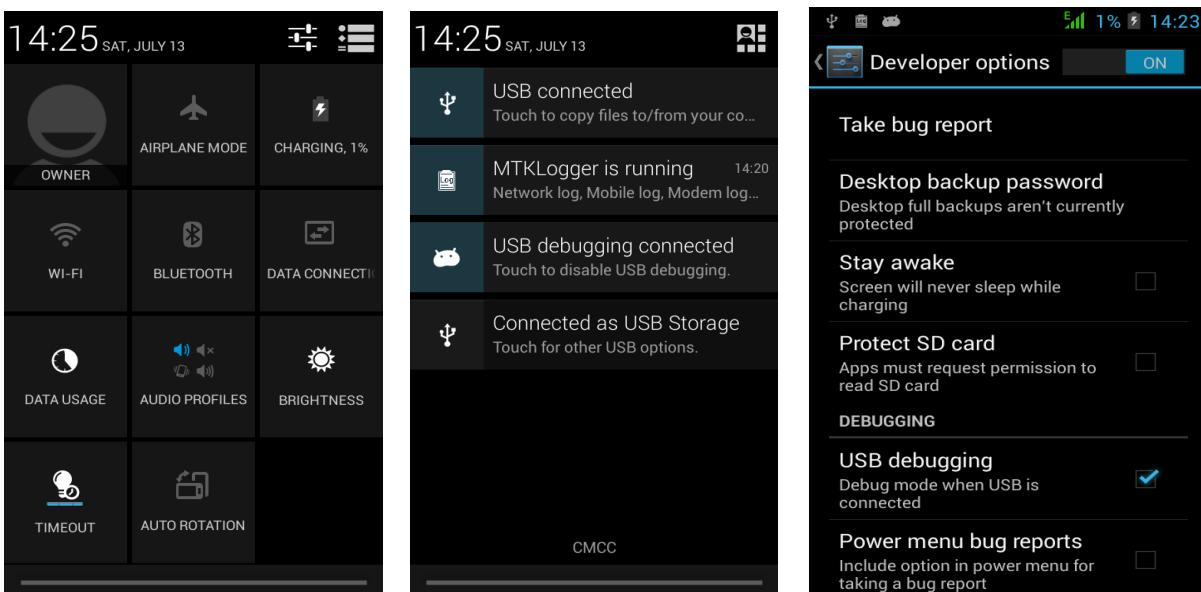 14:25 SAT, JULY 13
OWNER
AIRPLANE MODE
CHARGING, 1%
WI-FI
BLUETOOTH
DATA CONNECTI
DATA USAGE
AUDIO PROFILES
BRIGHTNESS
TIMEOUT
AUTO ROTATION
14:25 SAT, JULY 13
USB connected
Touch to copy files to/from your co...
Log
MTKLogger is running 14:20
Network log, Mobile log, Modem log...
USB debugging connected
Touch to disable USB debugging.
Connected as USB Storage
Touch for other USB options.
CMCC
E 1% 14:23
Developer options ON
Take bug report
Desktop backup password
Desktop full backups aren't currently
protected
Stay awake
Screen will never sleep while
charging
Protect SD card
Apps must request permission to
read SD card
DEBUGGING
USB debugging
Debug mode when USB is
connected
Power menu bug reports
Include option in power menu for
taking a bug report